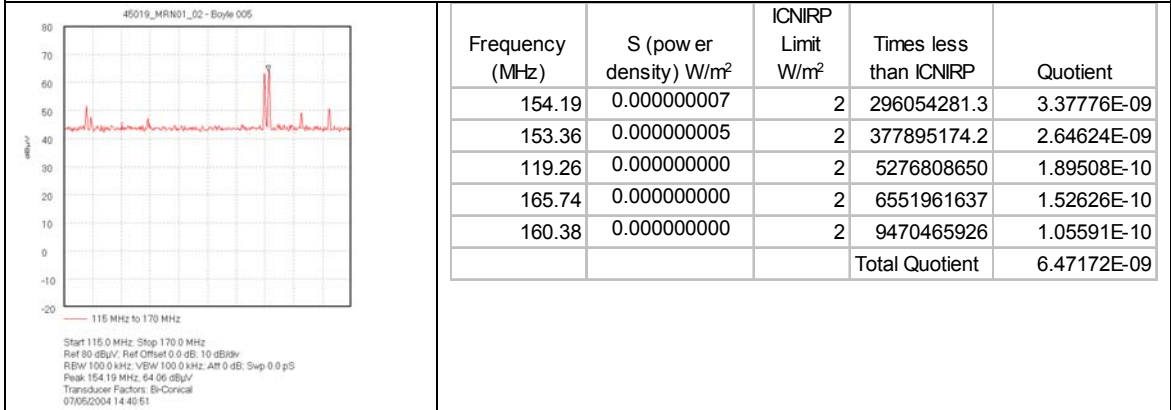 45019_MRN01_02 - Boyle 005
80
70
60
50
40
30
20
10
0
-10
-20
dBµV
115 MHz to 170 MHz
Start 115.0 MHz; Stop 170.0 MHz
Ref 80 dBµV; Ref Offset 0.0 dB; 10 dB/div
RBW 100.0 kHz; VBW 100.0 kHz; Att 0 dB; Swp 0.0 pS
Peak 154.19 MHz, 64.06 dBµV
Transducer Factors: Bi-Conical
07/05/2004 14:40:51
Frequency (MHz) S (pow er density) W/m² ICNIRP Limit W/m² Times less than ICNIRP Quotient
154.19 0.000000007 2 296054281.3 3.37776E-09
153.36 0.000000005 2 377895174.2 2.64624E-09
119.26 0.000000000 2 5276808650 1.89508E-10
165.74 0.000000000 2 6551961637 1.52626E-10
160.38 0.000000000 2 9470465926 1.05591E-10
Total Quotient 6.47172E-09